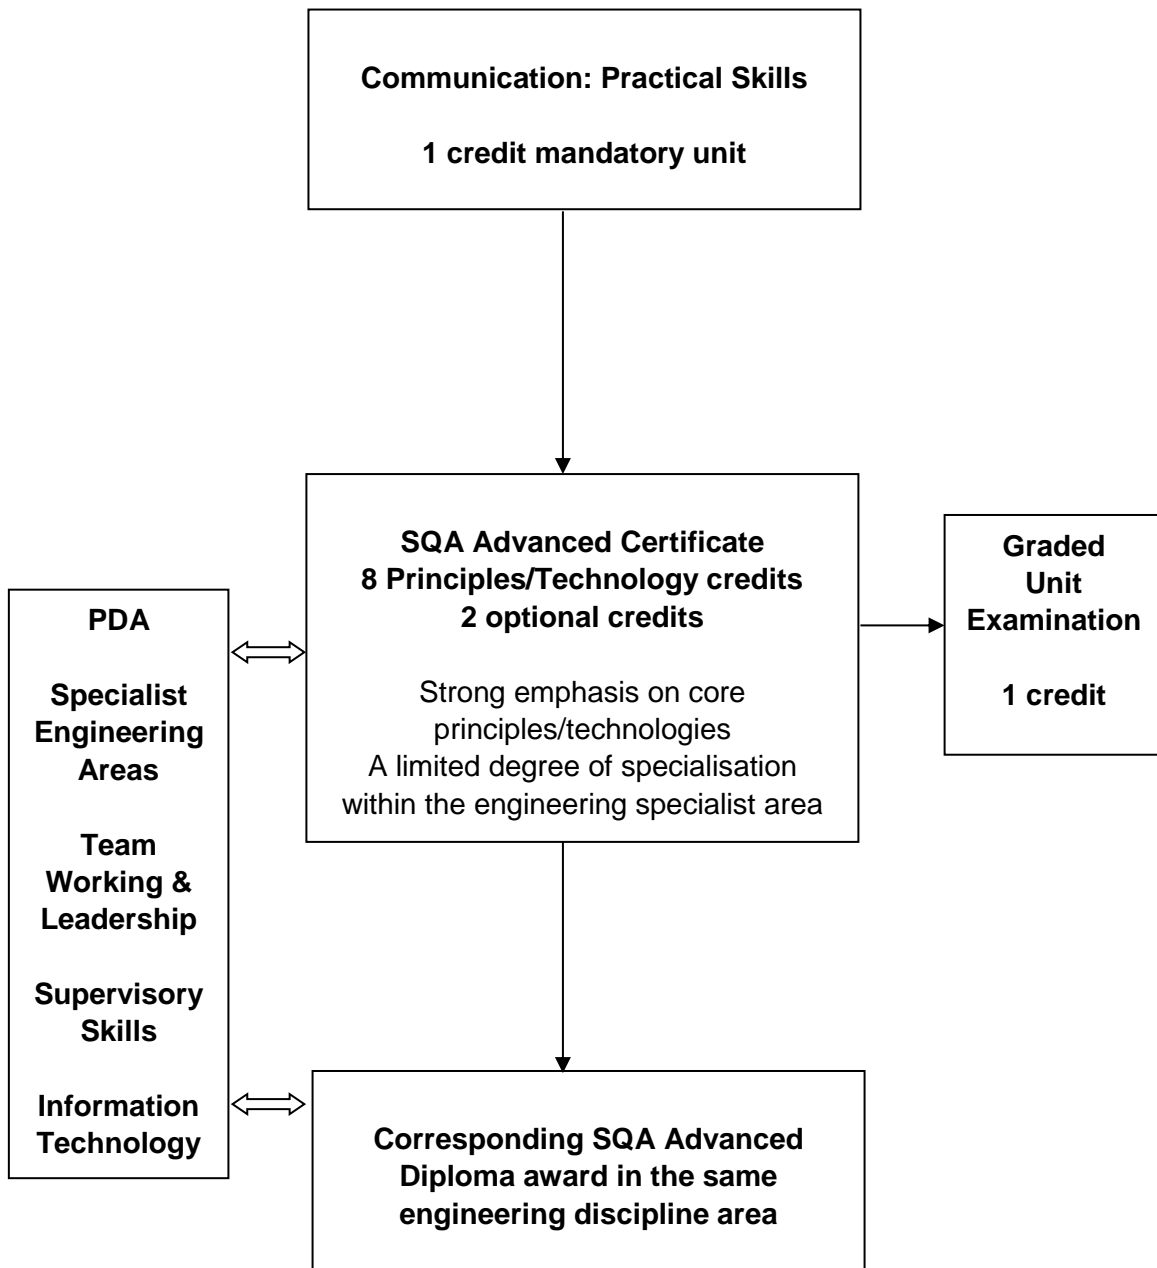 Communication: Practical Skills
1 credit mandatory unit
SQA Advanced Certificate
8 Principles/Technology credits
2 optional credits
Strong emphasis on core
principles/technologies
A limited degree of specialisation
within the engineering specialist area
Graded
Unit
Examination
1 credit
PDA
Specialist
Engineering
Areas
Team
Working &
Leadership
Supervisory
Skills
Information
Technology
Corresponding SQA Advanced
Diploma award in the same
engineering discipline area